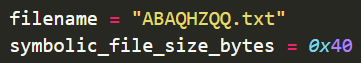 filename = "ABAQHZQQ.txt"
symbolic_file_size_bytes = 0x40